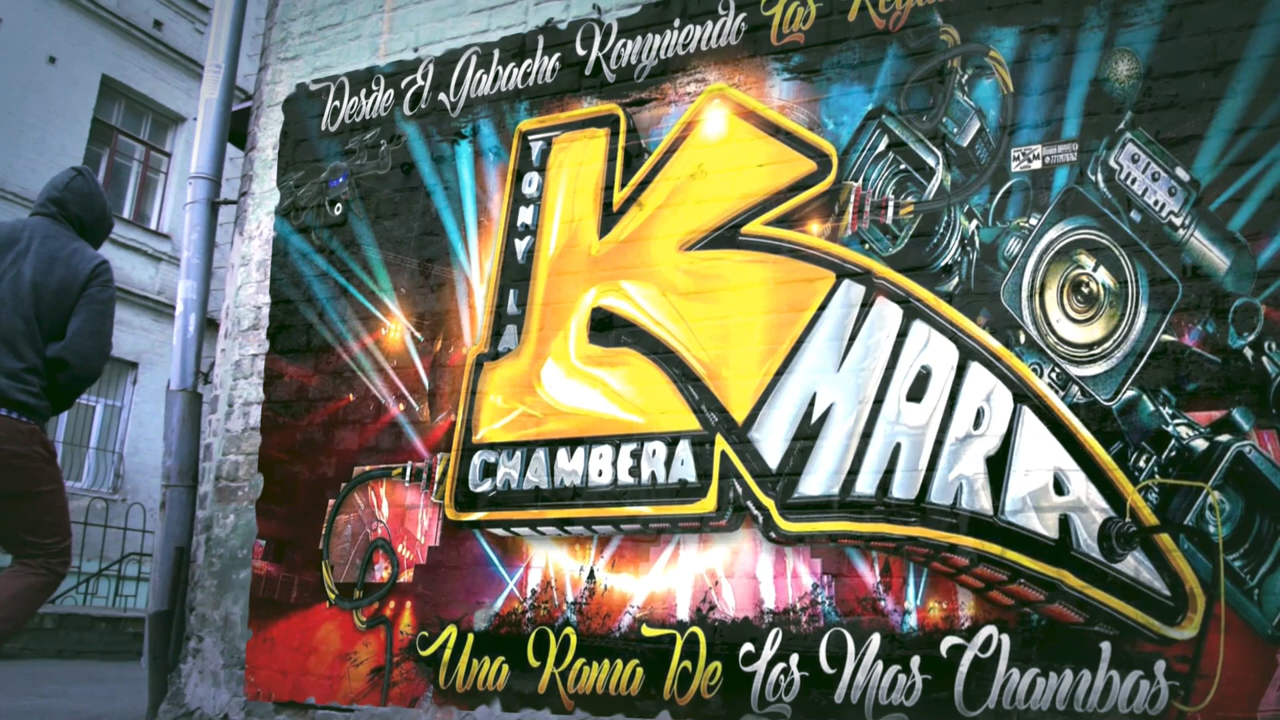 Desde El Gabacho Rompiendo Las
TONY LA
K
MARA
CHAMBERA
Una Rama De Los Mas Chambas